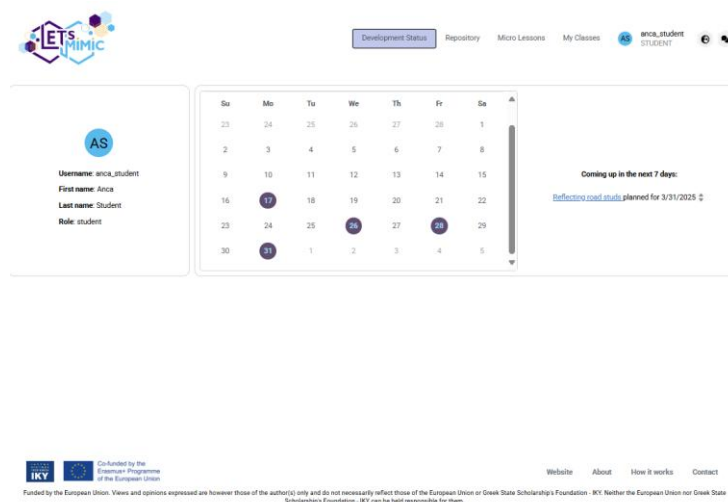 LETS
MIMIC
Development Status Repository Micro Lessons My Classes AS anca_student
STUDENT
AS
Username: anca_student
First name: Anca
Last name: Student
Role: student
Su Mo Tu We Th Fr Sa
23 24 25 26 27 28 1
2 3 4 5 6 7 8
9 10 11 12 13 14 15
16 17 18 19 20 21 22
23 24 25 26 27 28 29
30 31 1 2 3 4 5
Coming up in the next 7 days:
Reflecting road studs planned for 3/31/2025
IKY
Co-funded by the
Erasmus+ Programme
of the European Union
Website About How it works Contact
Funded by the European Union. Views and opinions expressed are however those of the author(s) only and do not necessarily reflect those of the European Union or Greek State Scholarship's Foundation - IKY. Neither the European Union nor Greek State
Scholarship's Foundation - IKY can be held responsible for them.